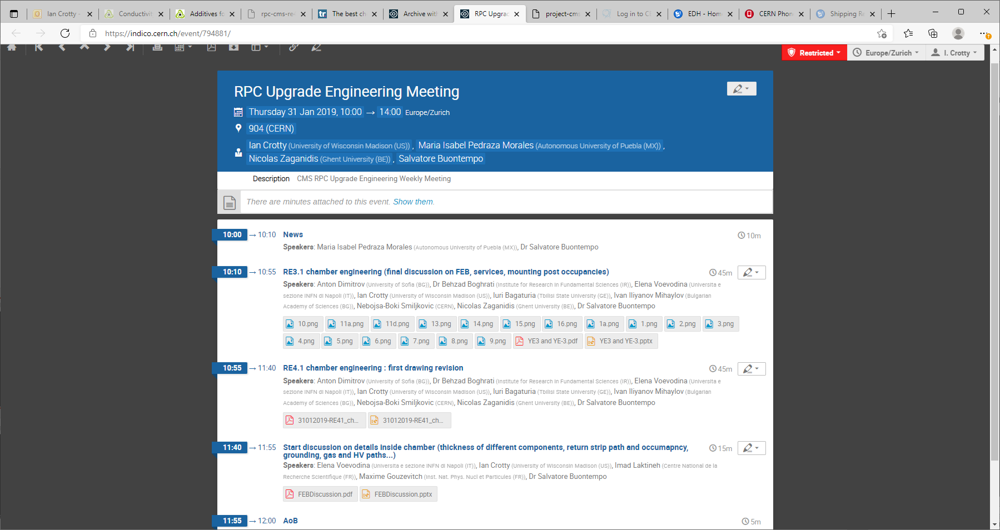 Ian Crotty -
Conductivit
Additives fo
rpc-cms-re
The best ch
Archive with
RPC Upgrad
project-cms
Log in to CE
EDH - Hom
CERN Phon
Shipping Re
https://indico.cern.ch/event/794881/
Restricted
Europe/Zurich
I. Crotty
RPC Upgrade Engineering Meeting
Thursday 31 Jan 2019, 10:00 → 14:00 Europe/Zurich
904 (CERN)
Ian Crotty (University of Wisconsin Madison (US)) , Maria Isabel Pedraza Morales (Autonomous University of Puebla (MX)) ,
Nicolas Zaganidis (Ghent University (BE)) , Salvatore Buontempo
Description CMS RPC Upgrade Engineering Weekly Meeting
There are minutes attached to this event. Show them.
10:00 → 10:10 News 10m
Speakers: Maria Isabel Pedraza Morales (Autonomous University of Puebla (MX)), Dr Salvatore Buontempo
10:10 → 10:55 RE3.1 chamber engineering (final discussion on FEB, services, mounting post occupancies) 45m
Speakers: Anton Dimitrov (University of Sofia (BG)), Dr Behzad Boghrati (Institute for Research in Fundamental Sciences (IR)), Elena Voevodina (Universita e
sezione INFN di Napoli (IT)), Ian Crotty (University of Wisconsin Madison (US)), Iuri Bagaturia (Tbilisi State University (GE)), Ivan Iliyanov Mihaylov (Bulgarian
Academy of Sciences (BG)), Nebojsa-Boki Smiljkovic (CERN), Nicolas Zaganidis (Ghent University (BE)), Dr Salvatore Buontempo
10.png 11a.png 11d.png 13.png 14.png 15.png 16.png 1a.png 1.png 2.png 3.png
4.png 5.png 6.png 7.png 8.png 9.png YE3 and YE-3.pdf YE3 and YE-3.pptx
10:55 → 11:40 RE4.1 chamber engineering : first drawing revision 45m
Speakers: Anton Dimitrov (University of Sofia (BG)), Dr Behzad Boghrati (Institute for Research in Fundamental Sciences (IR)), Elena Voevodina (Universita e
sezione INFN di Napoli (IT)), Ian Crotty (University of Wisconsin Madison (US)), Iuri Bagaturia (Tbilisi State University (GE)), Ivan Iliyanov Mihaylov (Bulgarian
Academy of Sciences (BG)), Nebojsa-Boki Smiljkovic (CERN), Nicolas Zaganidis (Ghent University (BE)), Dr Salvatore Buontempo
31012019-RE41_ch... 31012019-RE41_ch...
11:40 → 11:55 Start discussion on details inside chamber (thickness of different components, return strip path and occumapncy, 15m
grounding, gas and HV paths...)
Speakers: Elena Voevodina (Universita e sezione INFN di Napoli (IT)), Ian Crotty (University of Wisconsin Madison (US)), Imad Laktineh (Centre National de la
Recherche Scientifique (FR)), Maxime Gouzevitch (Inst. Nat. Phys. Nucl et Particules (FR)), Dr Salvatore Buontempo
FEBDiscussion.pdf FEBDiscussion.pptx
11:55 → 12:00 AoB 5m